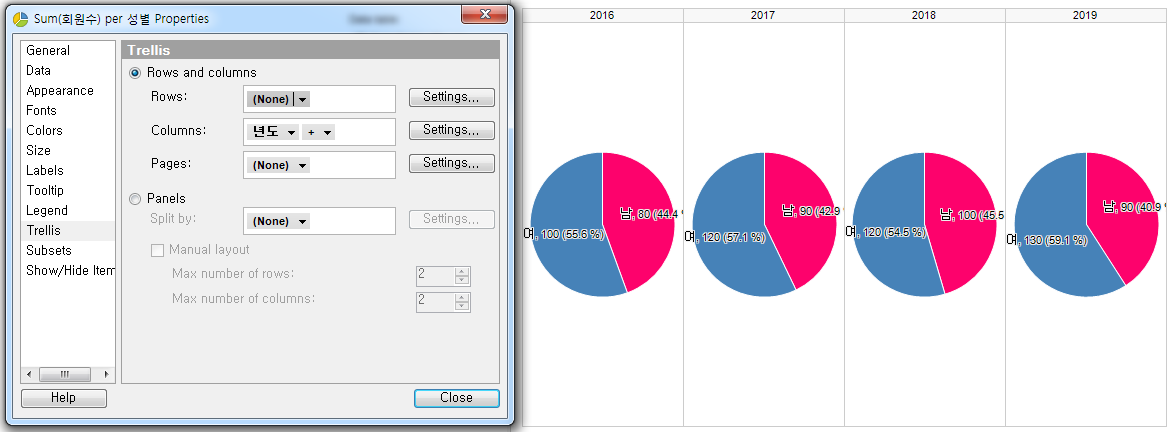 Sum(회원수) per 성별 Properties
General
Data
Appearance
Fonts
Colors
Size
Labels
Tooltip
Legend
Trellis
Subsets
Show/Hide Item
Trellis
Rows and columns
Rows: (None) Settings...
Columns: 년도 + Settings...
Pages: (None) Settings...
Panels
Split by: (None) Settings...
Manual layout
Max number of rows: 2
Max number of columns: 2
Help
Close
2016 2017 2018 2019
남, 80 (44.4 %
여, 100 (55.6 %)
남, 90 (42.9
여, 120 (57.1 %)
남, 100 (45.5
여, 120 (54.5 %)
남, 90 (40.9 %
여, 130 (59.1 %)